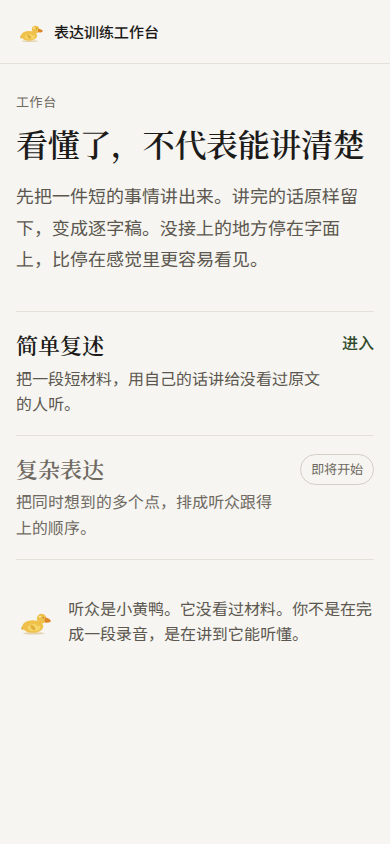 表达训练工作台
工作台
看懂了，不代表能讲清楚
先把一件短的事情讲出来。讲完的话原样留
下，变成逐字稿。没接上的地方停在字面
上，比停在感觉里更容易看见。
简单复述
进入
把一段短材料，用自己的话讲给没看过原文
的人听。
复杂表达
即将开始
把同时想到的多个点，排成听众跟得
上的顺序。
听众是小黄鸭。它没看过材料。你不是在完
成一段录音，是在讲到它能听懂。